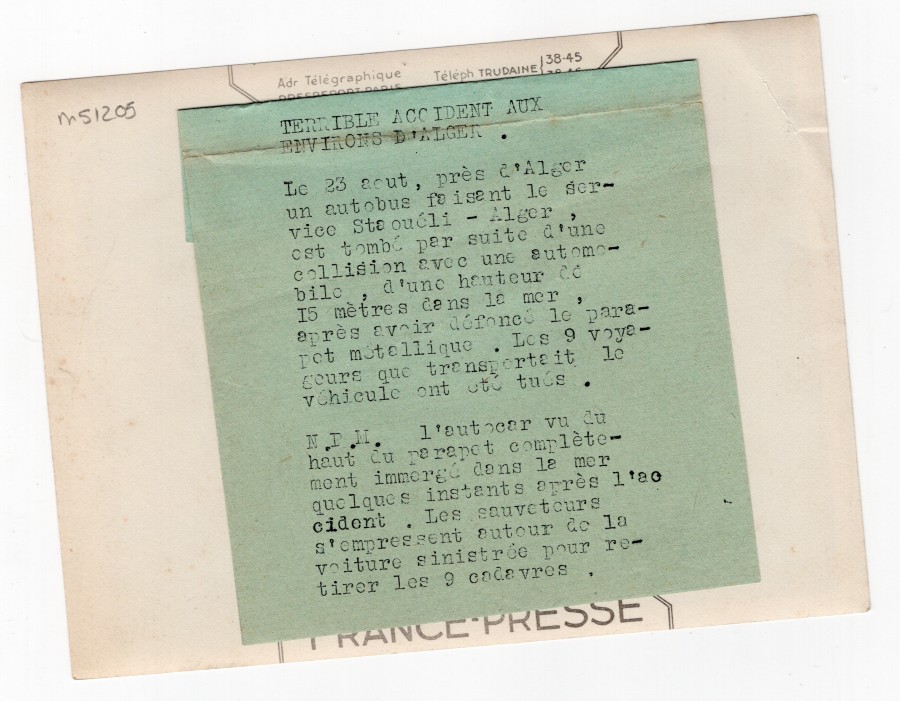 Adr Télégraphique Téléph TRUDAINE 38-45
n 51205
TERRIBLE ACCIDENT AUX
ENVIRONS D'ALGER .
Le 23 aout, près d'Alger
un autobus faisant le ser-
vice Staouéli - Alger ,
est tombé par suite d'une
collision avec une automo-
bile , d'une hauteur de
I5 mètres dans la mer ,
après avoir défoncé le para-
pet métallique . Les 9 voya-
geurs que transportait le
véhicule ont été tués .
N.P.M. l'autocar vu du
haut du parapet complète-
ment immergé dans la mer
quelques instants après l'ac
cident . Les sauveteurs
s'empressent autour de la
voiture sinistrée pour re-
tirer les 9 cadavres .
FRANCE-PRESSE